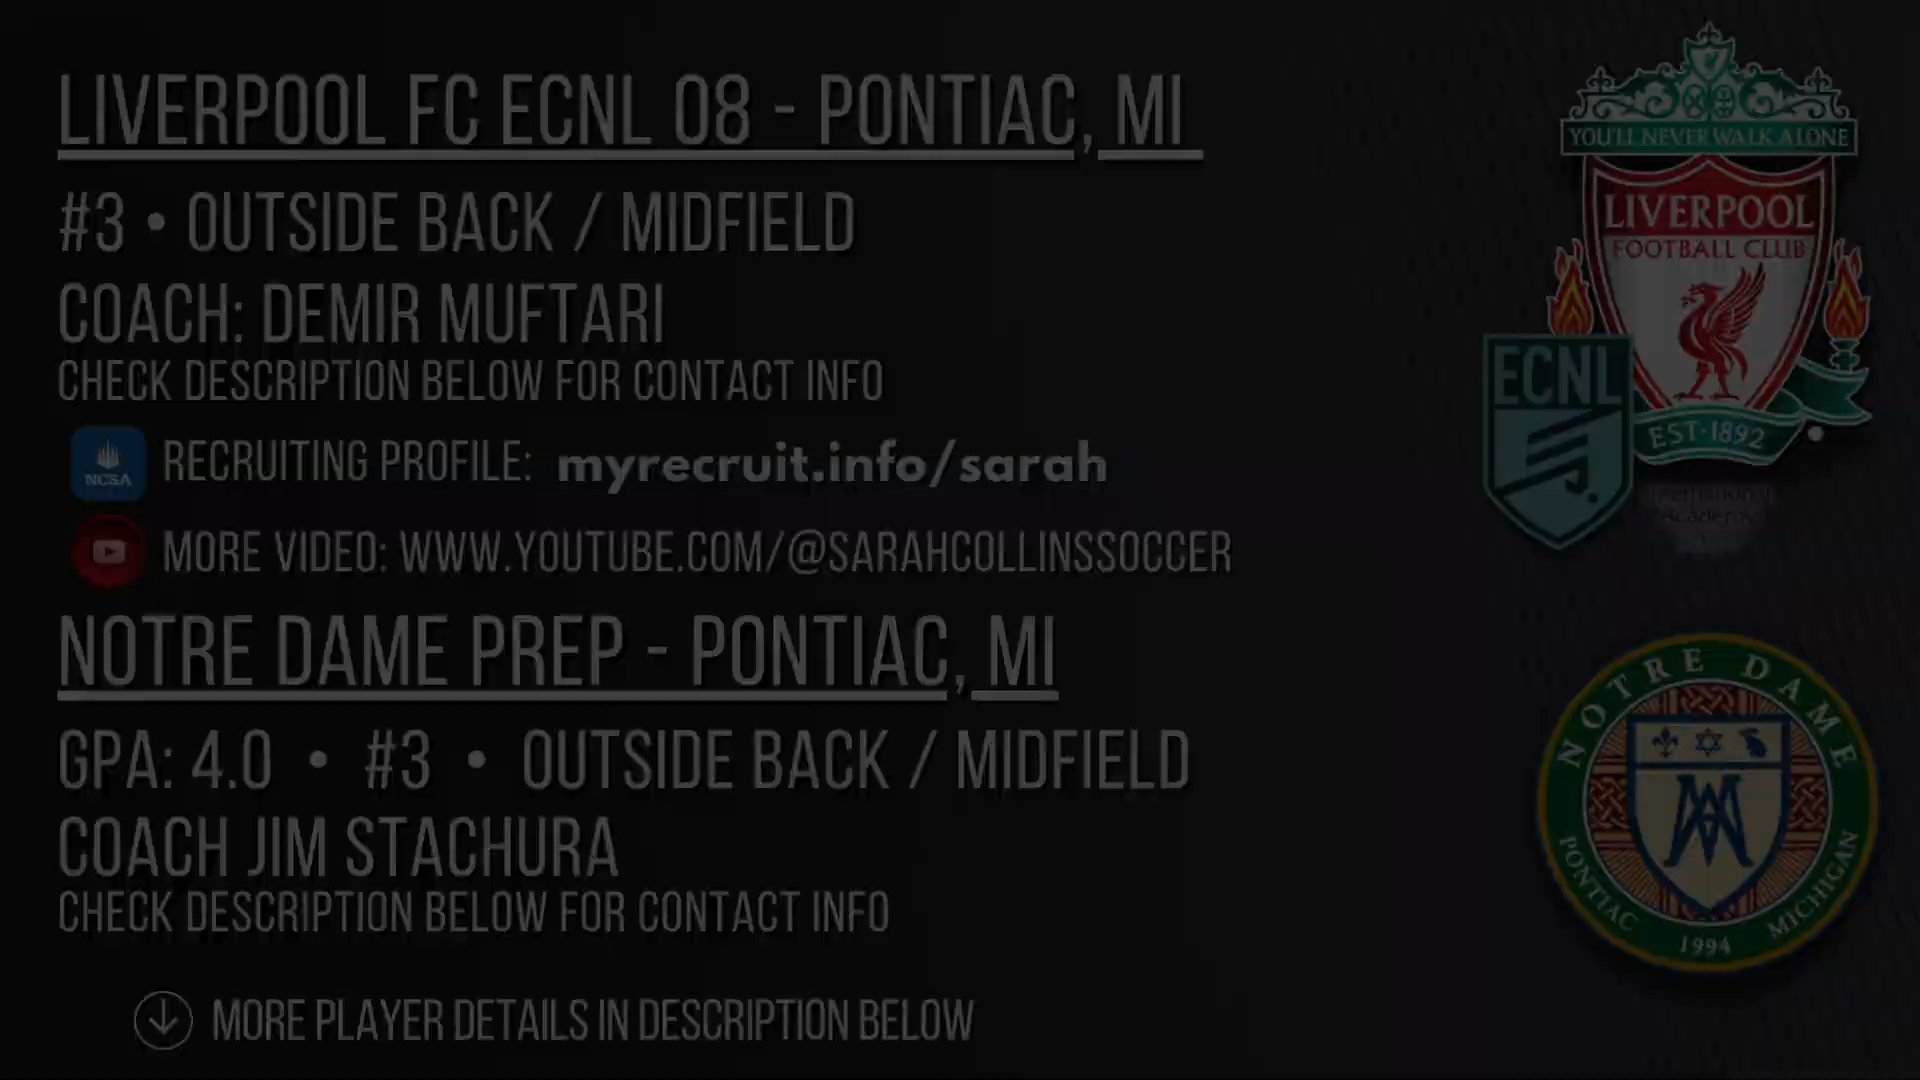 LIVERPOOL FC ECNL 08 - PONTIAC, MI
#3 • OUTSIDE BACK / MIDFIELD
COACH: DEMIR MUFTARI
CHECK DESCRIPTION BELOW FOR CONTACT INFO
NCSA
RECRUITING PROFILE: myrecruit.info/sarah
MORE VIDEO: WWW.YOUTUBE.COM/@SARAHCOLLINSSOCCER
NOTRE DAME PREP - PONTIAC, MI
GPA: 4.0 • #3 • OUTSIDE BACK / MIDFIELD
COACH JIM STACHURA
CHECK DESCRIPTION BELOW FOR CONTACT INFO
MORE PLAYER DETAILS IN DESCRIPTION BELOW
YOU'LL NEVER WALK ALONE
LIVERPOOL
FOOTBALL CLUB
EST·1892
ECNL
International
Academy
NOTRE DAME
PONTIAC MICHIGAN
1994